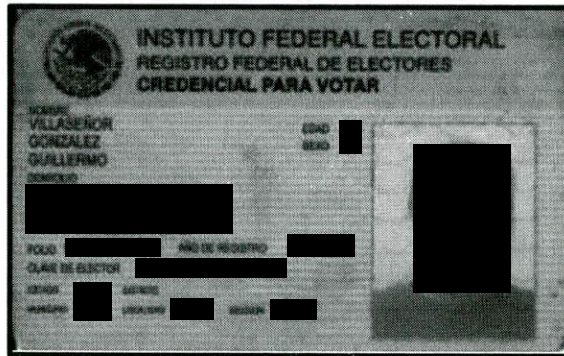 INSTITUTO FEDERAL ELECTORAL
REGISTRO FEDERAL DE ELECTORES
CREDENCIAL PARA VOTAR
NOMBRE
VILLASEÑOR
GONZALEZ
GUILLERMO
EDAD
SEXO
DOMICILIO
FOLIO AÑO DE REGISTRO
CLAVE DE ELECTOR
ESTADO DISTRITO
MUNICIPIO LOCALIDAD SECCION